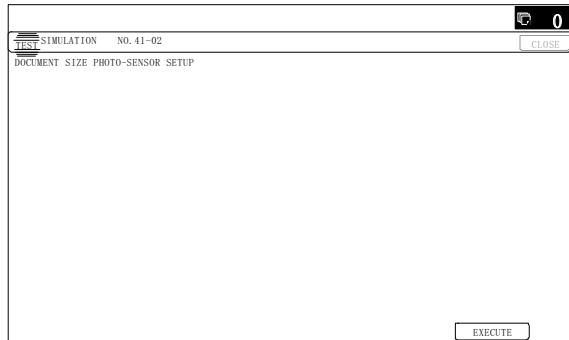 0
TEST SIMULATION NO. 41-02 CLOSE
DOCUMENT SIZE PHOTO-SENSOR SETUP
EXECUTE